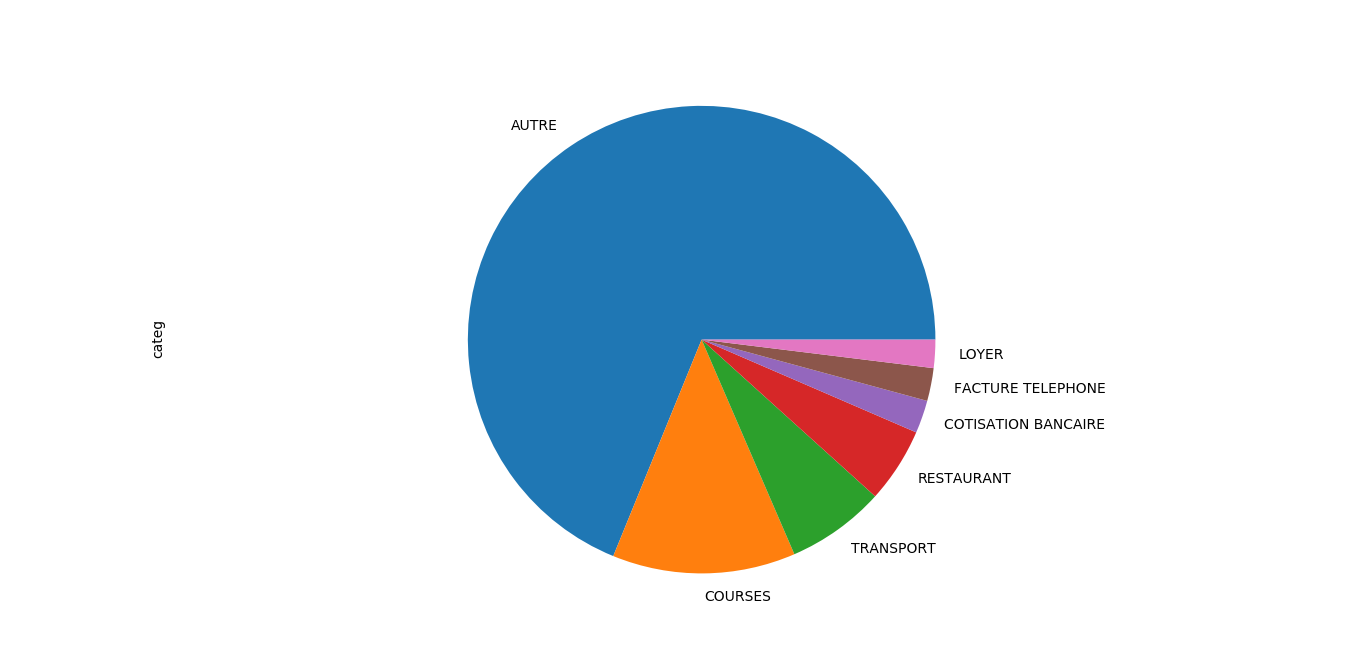 AUTRE
categ
LOYER
FACTURE TELEPHONE
COTISATION BANCAIRE
RESTAURANT
TRANSPORT
COURSES